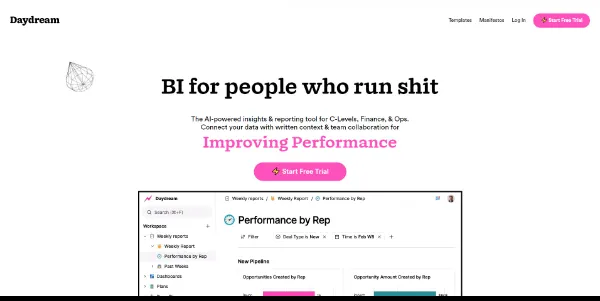 Daydream
Templates Manifestos Log In Start Free Trial
BI for people who run shit
The AI-powered insights & reporting tool for C-Levels, Finance, & Ops.
Connect your data with written context & team collaboration for
Improving Performance
Start Free Trial
Daydream
Weekly reports / Weekly Report / Performance by Rep
Search (⌘+F)
Performance by Rep
Workspace +
Filter Deal Type is New × Time is Feb W8 × +
Weekly reports
Weekly Report
Performance by Rep
New Pipeline
Past Weeks
Dashboards
Opportunities Created by Rep Opportunity Amount Created by Rep
Plans